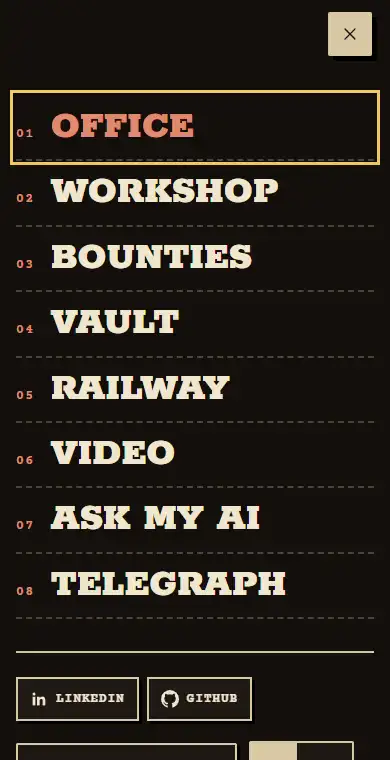 01 OFFICE
02 WORKSHOP
03 BOUNTIES
04 VAULT
05 RAILWAY
06 VIDEO
07 ASK MY AI
08 TELEGRAPH
in LINKEDIN GITHUB